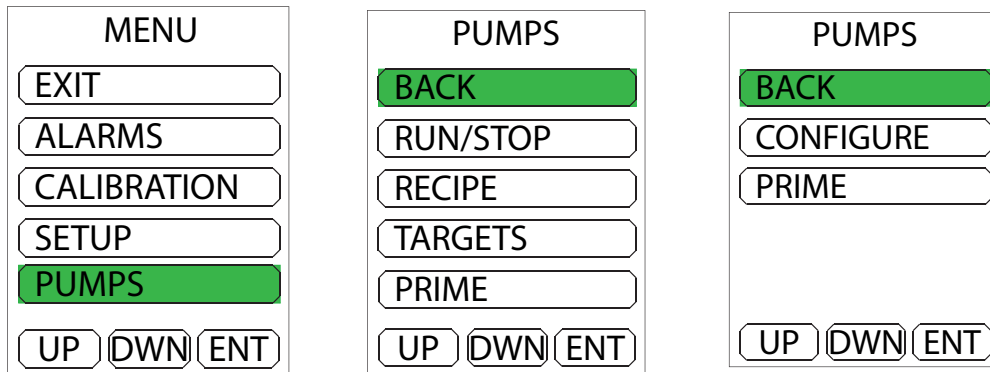 MENU
EXIT
ALARMS
CALIBRATION
SETUP
PUMPS
UP DWN ENT
PUMPS
BACK
RUN/STOP
RECIPE
TARGETS
PRIME
UP DWN ENT
PUMPS
BACK
CONFIGURE
PRIME
UP DWN ENT